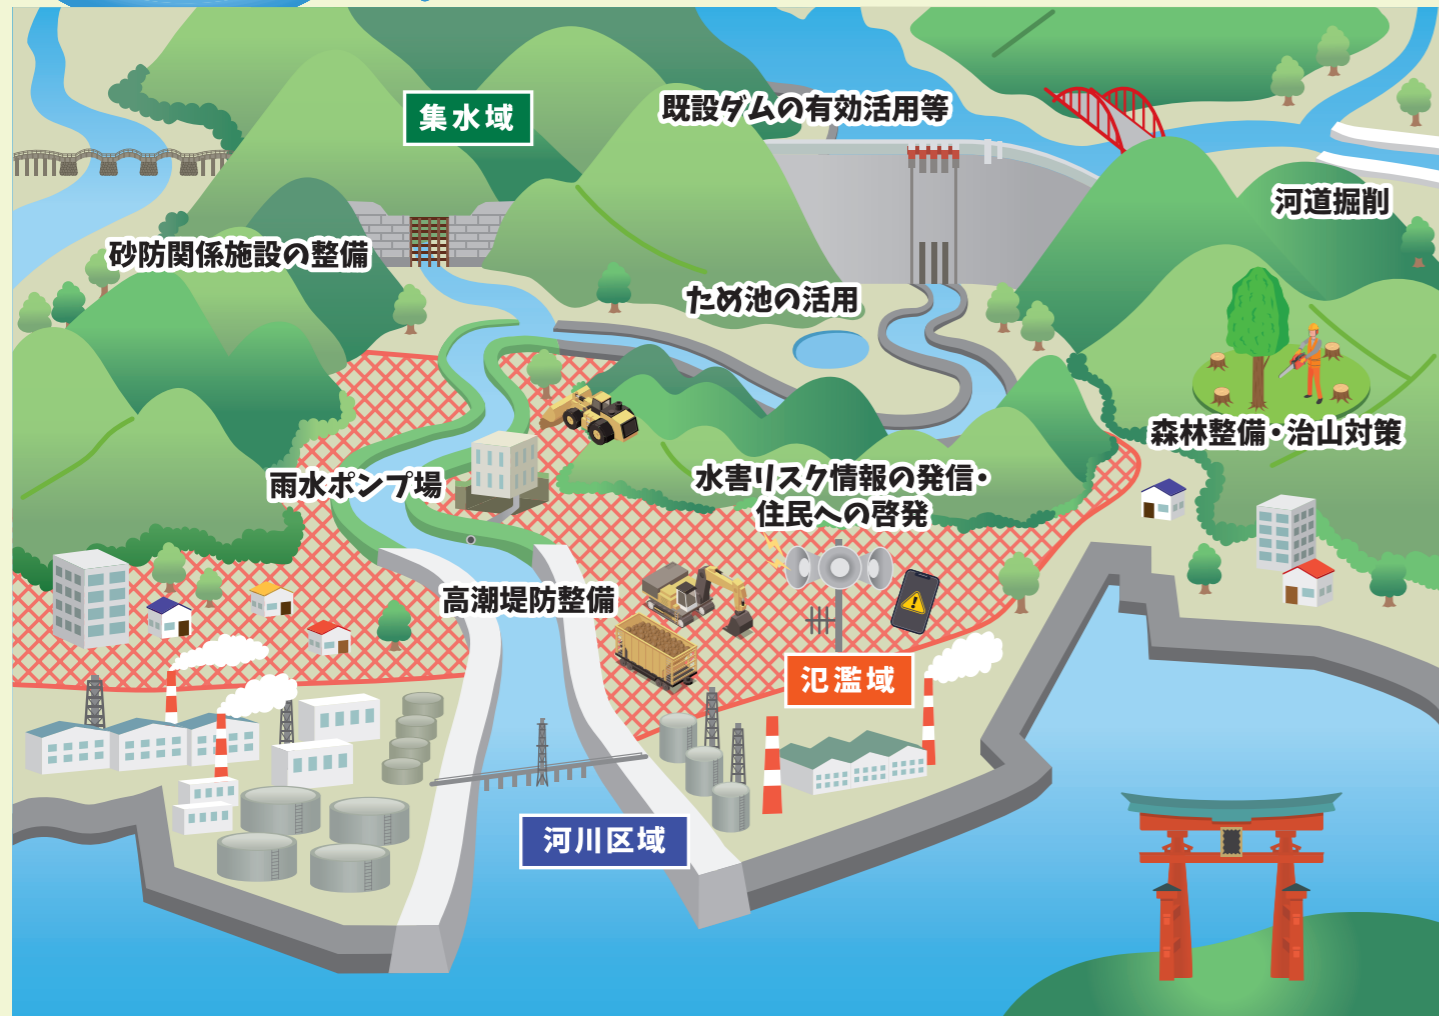 集水域
既設ダムの有効活用等
河道掘削
砂防関係施設の整備
ため池の活用
森林整備・治山対策
雨水ポンプ場
水害リスク情報の発信・
住民への啓発
高潮堤防整備
氾濫域
河川区域